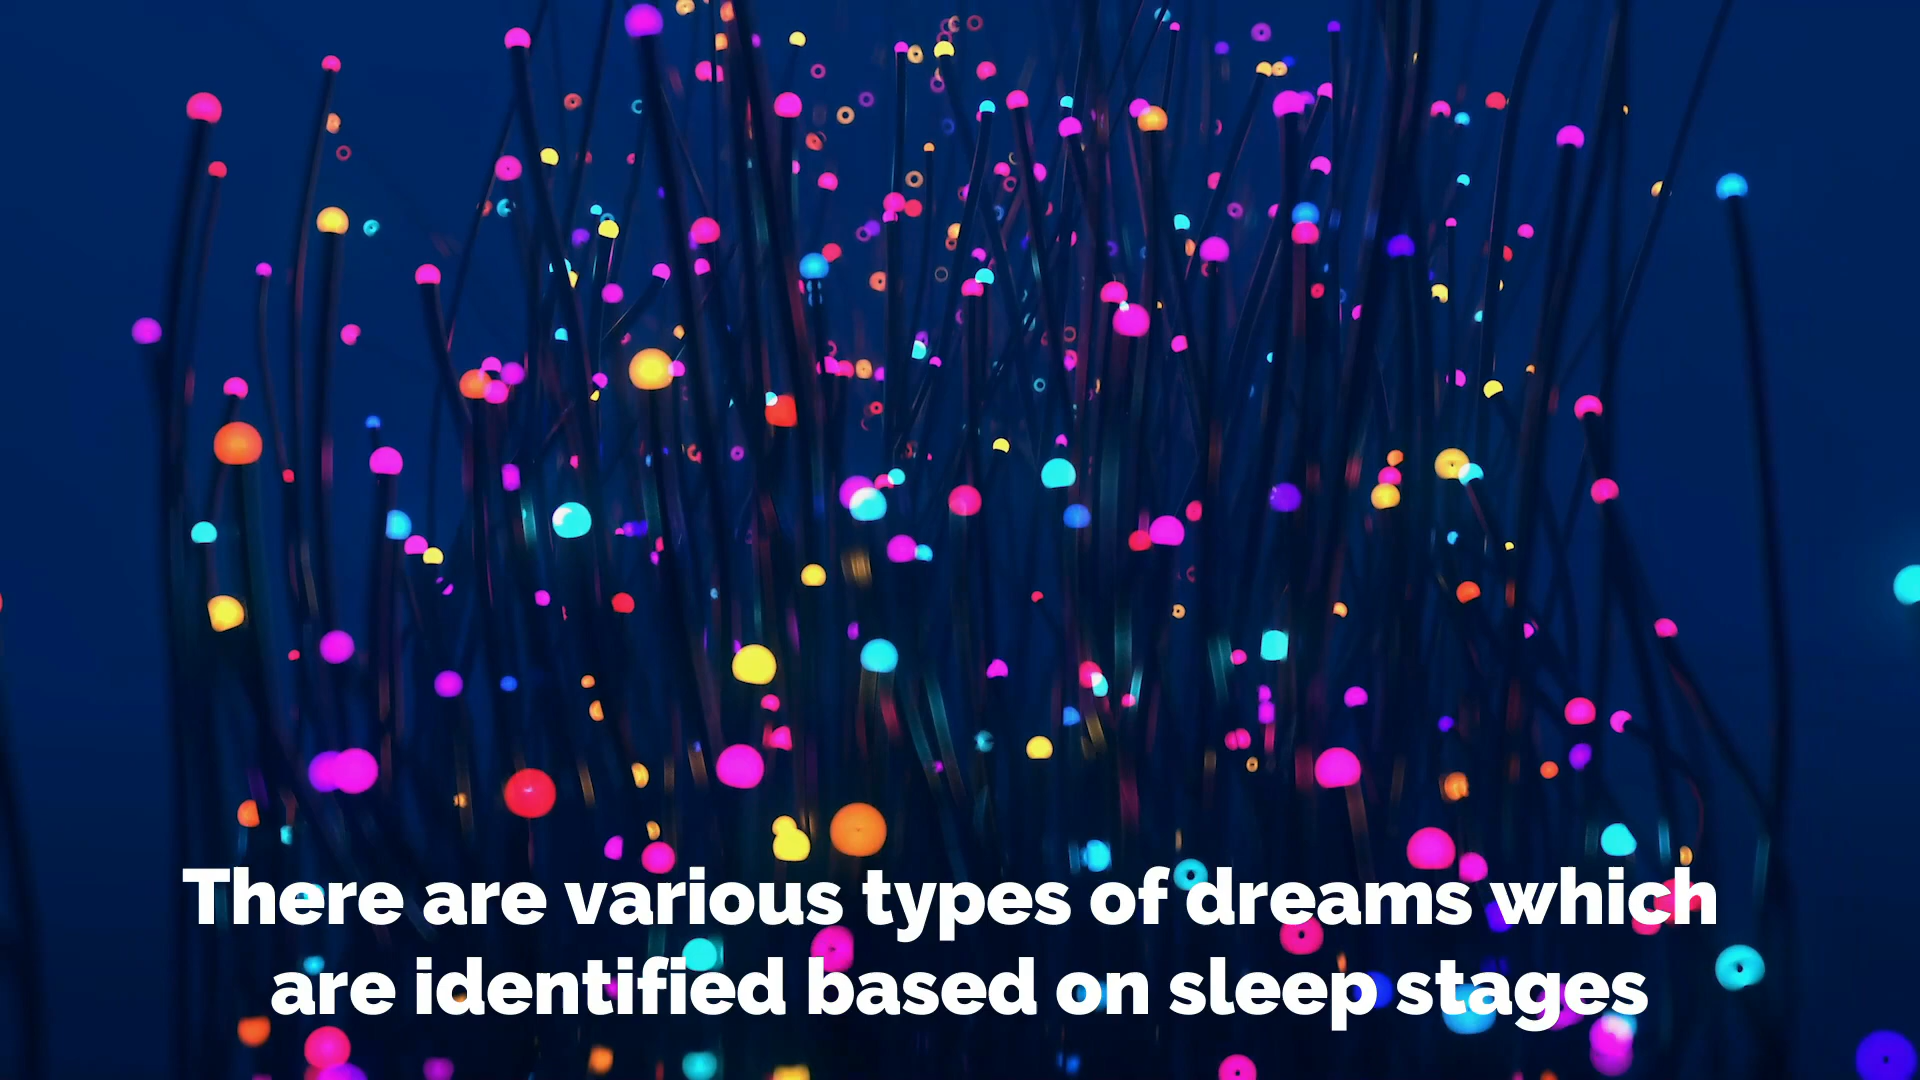 There are various types of dreams which
are identified based on sleep stages